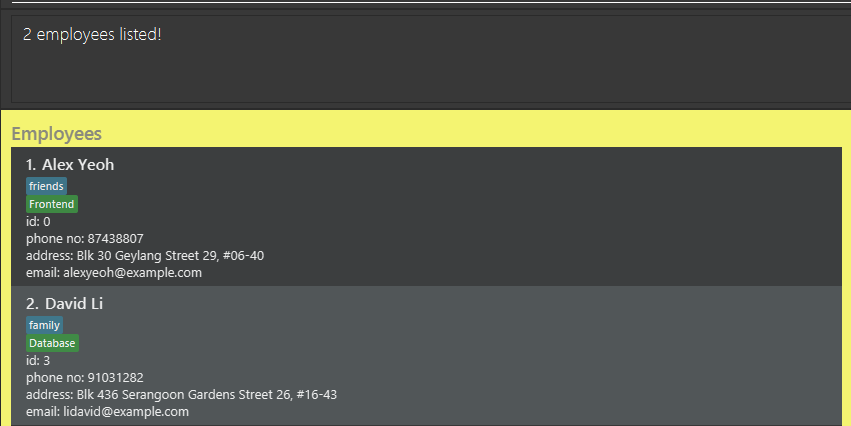 2 employees listed!
Employees
1. Alex Yeoh
friends
Frontend
id: 0
phone no: 87438807
address: Blk 30 Geylang Street 29, #06-40
email: alexyeoh@example.com
2. David Li
family
Database
id: 3
phone no: 91031282
address: Blk 436 Serangoon Gardens Street 26, #16-43
email: lidavid@example.com